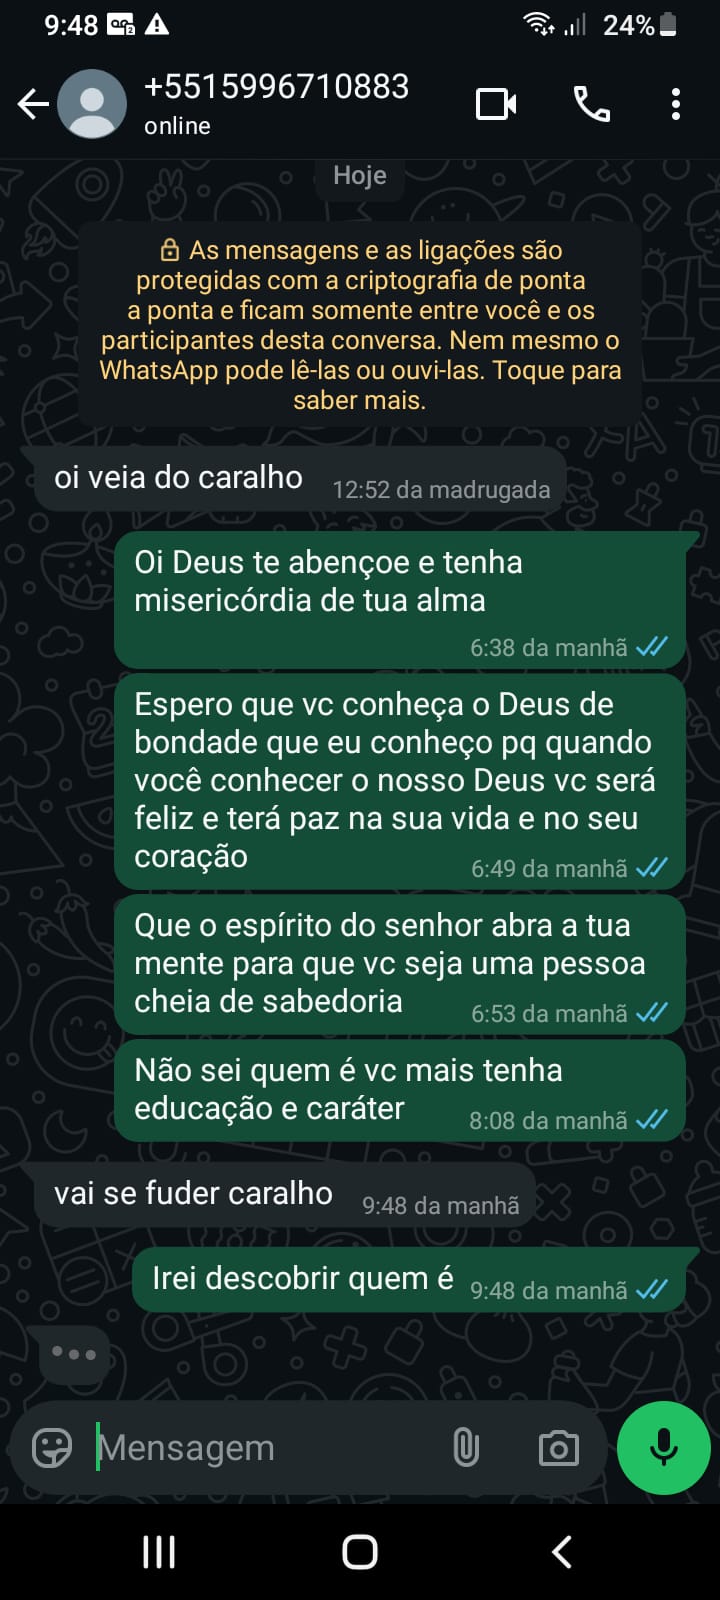 9:48
24%
+5515996710883
online
Hoje
As mensagens e as ligações são
protegidas com a criptografia de ponta
a ponta e ficam somente entre você e os
participantes desta conversa. Nem mesmo o
WhatsApp pode lê-las ou ouvi-las. Toque para
saber mais.
oi veia do caralho 12:52 da madrugada
Oi Deus te abençoe e tenha
misericórdia de tua alma
6:38 da manhã
Espero que vc conheça o Deus de
bondade que eu conheço pq quando
você conhecer o nosso Deus vc será
feliz e terá paz na sua vida e no seu
coração 6:49 da manhã
Que o espírito do senhor abra a tua
mente para que vc seja uma pessoa
cheia de sabedoria 6:53 da manhã
Não sei quem é vc mais tenha
educação e caráter 8:08 da manhã
vai se fuder caralho 9:48 da manhã
Irei descobrir quem é 9:48 da manhã
Mensagem